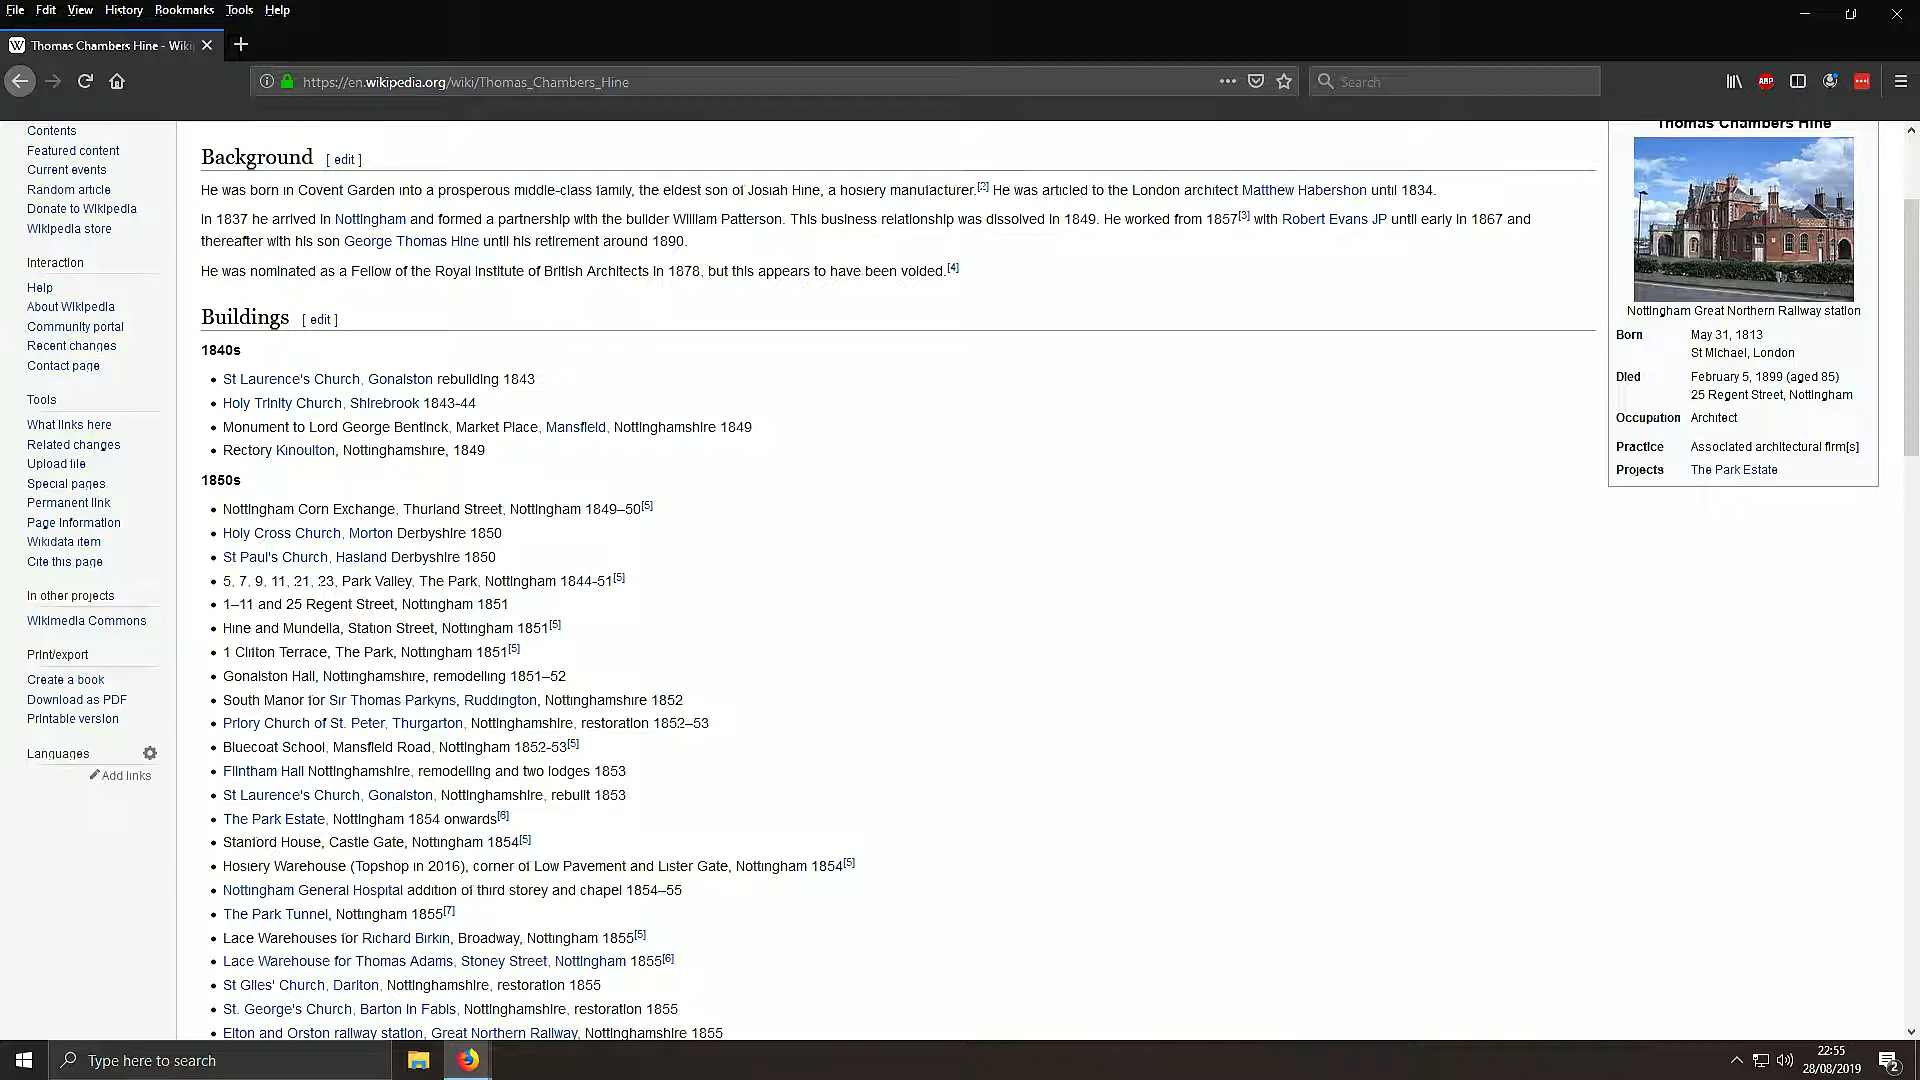 File Edit View History Bookmarks Tools Help
Thomas Chambers Hine - Wiki
https://en.wikipedia.org/wiki/Thomas_Chambers_Hine
Search
Contents
Featured content
Current events
Random article
Donate to Wikipedia
Wikipedia store
Interaction
Help
About Wikipedia
Community portal
Recent changes
Contact page
Tools
What links here
Related changes
Upload file
Special pages
Permanent link
Page information
Wikidata item
Cite this page
In other projects
Wikimedia Commons
Print/export
Create a book
Download as PDF
Printable version
Languages
Add links
Background [ edit ]
He was born in Covent Garden into a prosperous middle-class family, the eldest son of Josiah Hine, a hosiery manufacturer.[2] He was articled to the London architect Matthew Habershon until 1834.
In 1837 he arrived in Nottingham and formed a partnership with the builder William Patterson. This business relationship was dissolved in 1849. He worked from 1857[3] with Robert Evans JP until early in 1867 and
thereafter with his son George Thomas Hine until his retirement around 1890.
He was nominated as a Fellow of the Royal Institute of British Architects in 1878, but this appears to have been voided.[4]
Buildings [ edit ]
1840s
• St Laurence's Church, Gonalston rebuilding 1843
• Holy Trinity Church, Shirebrook 1843-44
• Monument to Lord George Bentinck, Market Place, Mansfield, Nottinghamshire 1849
• Rectory Kinoulton, Nottinghamshire, 1849
1850s
• Nottingham Corn Exchange, Thurland Street, Nottingham 1849–50[5]
• Holy Cross Church, Morton Derbyshire 1850
• St Paul's Church, Hasland Derbyshire 1850
• 5, 7, 9, 11, 21, 23, Park Valley, The Park, Nottingham 1844-51[5]
• 1–11 and 25 Regent Street, Nottingham 1851
• Hine and Mundella, Station Street, Nottingham 1851[5]
• 1 Clifton Terrace, The Park, Nottingham 1851[5]
• Gonalston Hall, Nottinghamshire, remodelling 1851–52
• South Manor for Sir Thomas Parkyns, Ruddington, Nottinghamshire 1852
• Priory Church of St. Peter, Thurgarton, Nottinghamshire, restoration 1852–53
• Bluecoat School, Mansfield Road, Nottingham 1852-53[5]
• Flintham Hall Nottinghamshire, remodelling and two lodges 1853
• St Laurence's Church, Gonalston, Nottinghamshire, rebuilt 1853
• The Park Estate, Nottingham 1854 onwards[6]
• Stanford House, Castle Gate, Nottingham 1854[5]
• Hosiery Warehouse (Topshop in 2016), corner of Low Pavement and Lister Gate, Nottingham 1854[5]
• Nottingham General Hospital addition of third storey and chapel 1854–55
• The Park Tunnel, Nottingham 1855[7]
• Lace Warehouses for Richard Birkin, Broadway, Nottingham 1855[5]
• Lace Warehouse for Thomas Adams, Stoney Street, Nottingham 1855[6]
• St Giles' Church, Darlton, Nottinghamshire, restoration 1855
• St. George's Church, Barton in Fabis, Nottinghamshire, restoration 1855
• Elton and Orston railway station, Great Northern Railway, Nottinghamshire 1855
Thomas Chambers Hine
Nottingham Great Northern Railway station
Born May 31, 1813
St Michael, London
Died February 5, 1899 (aged 85)
25 Regent Street, Nottingham
Occupation Architect
Practice Associated architectural firm[s]
Projects The Park Estate
Type here to search
22:55
28/08/2019
2